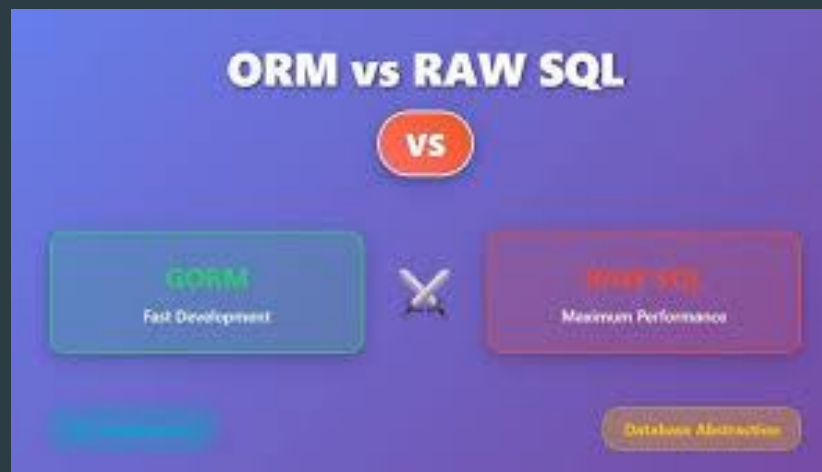 ORM vs RAW SQL
VS
GORM
RAW SQL
Fast Development
Maximum Performance
Database Abstraction